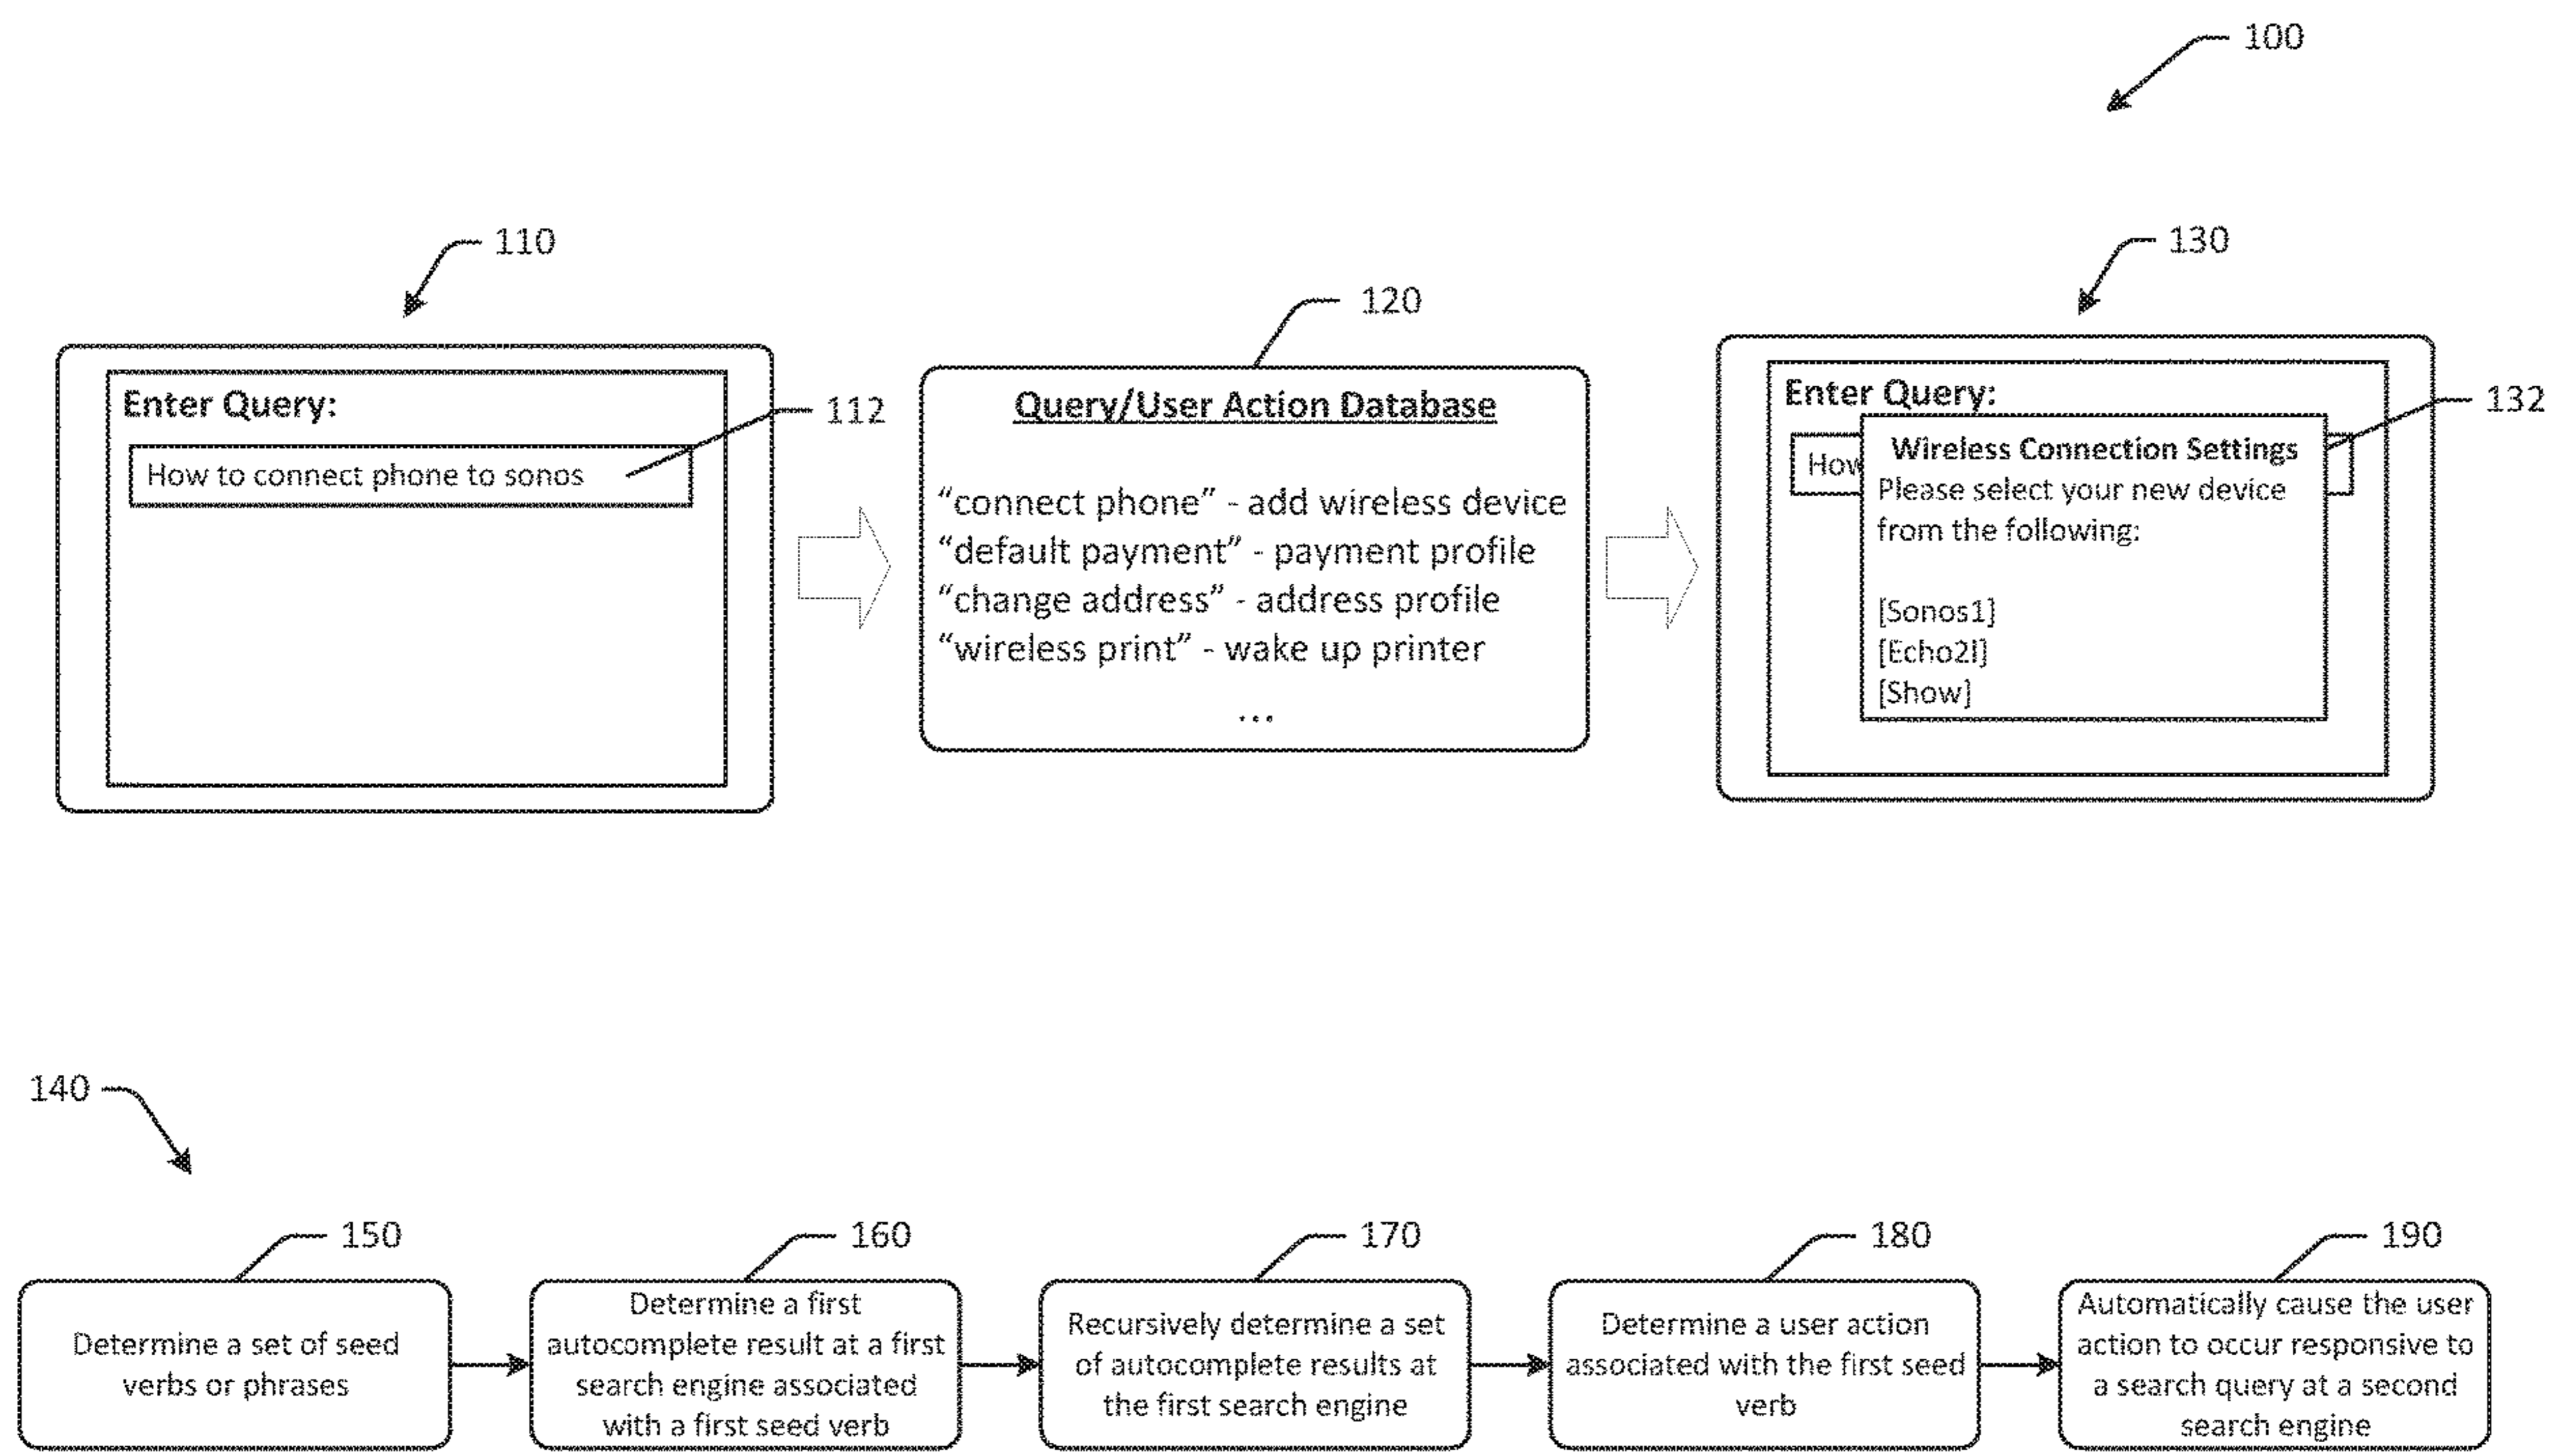 100
110
Enter Query:
How to connect phone to sonos
112
120
Query/User Action Database
“connect phone” - add wireless device
“default payment” - payment profile
“change address” - address profile
“wireless print” - wake up printer
...
130
Enter Query:
How
132
Wireless Connection Settings
Please select your new device
from the following:
[Sonos1]
[Echo2l]
[Show]
140
150
Determine a set of seed
verbs or phrases
160
Determine a first
autocomplete result at a first
search engine associated
with a first seed verb
170
Recursively determine a set
of autocomplete results at
the first search engine
180
Determine a user action
associated with the first seed
verb
190
Automatically cause the user
action to occur responsive to
a search query at a second
search engine